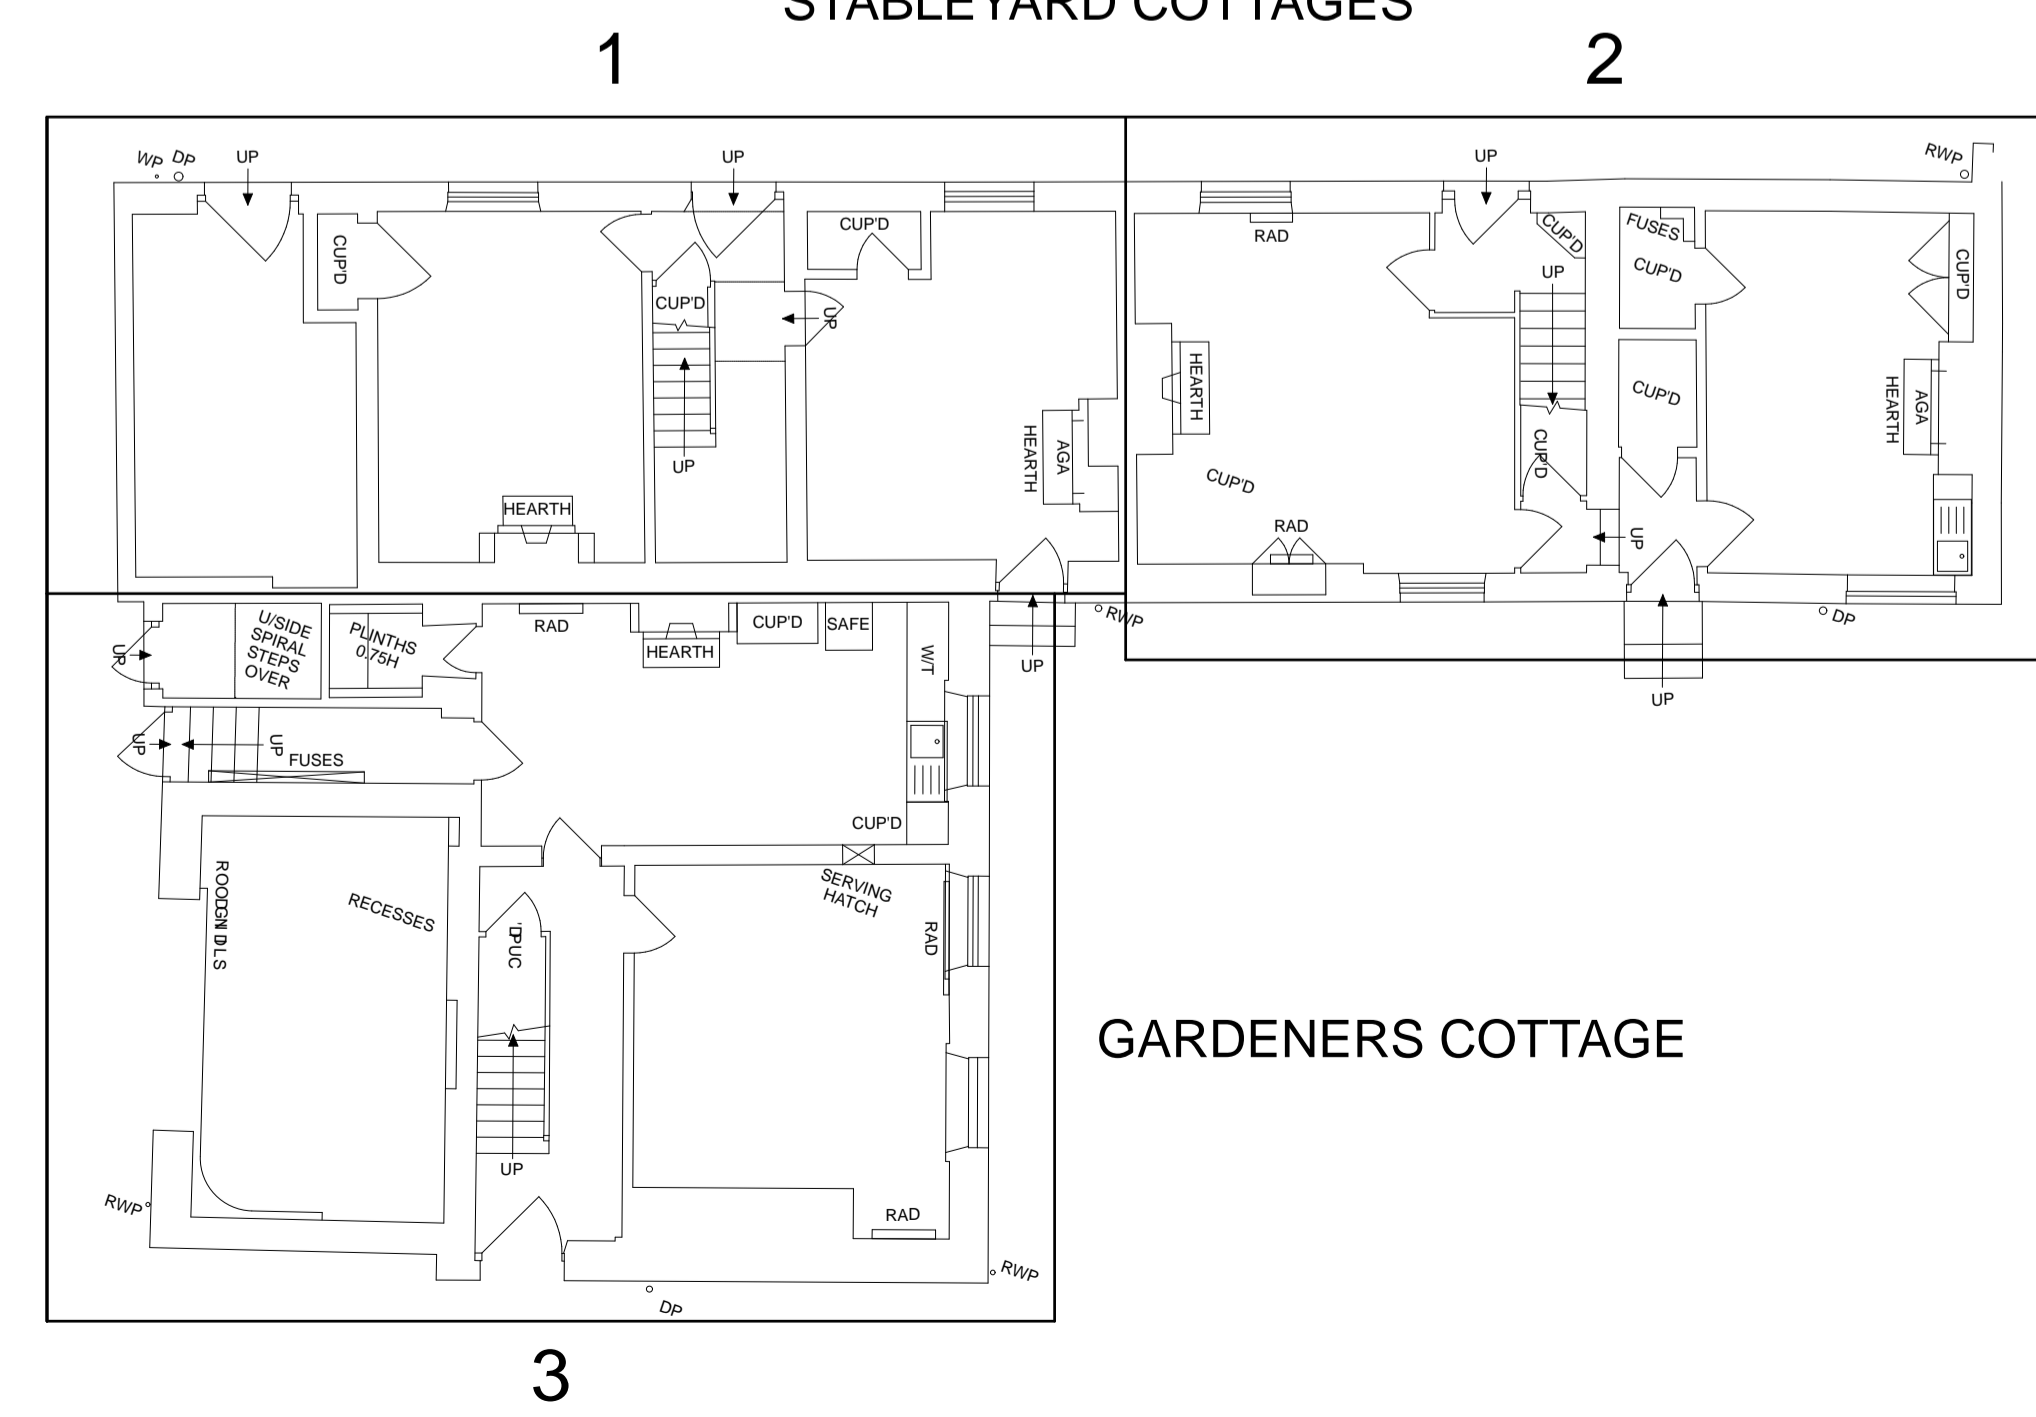 STABLEYARD COTTAGES
1
2
WP
DP
UP
UP
UP
RWP
CUP'D
CUP'D
RAD
CUP'D
FUSES
CUP'D
CUP'D
UP
CUP'D
UP
UP
HEARTH
AGA
HEARTH
HEARTH
CUP'D
HEARTH
AGA
CUP'D
CUP'D
RAD
UP
HEARTH
RWP
DP
UP
UP
UP
U/SIDE
SPIRAL
STEPS
OVER
PLINTHS
0.75H
RAD
HEARTH
CUP'D
SAFE
W/T
UP
UP
FUSES
CUP'D
RECESSES
SERVING
HATCH
RAD
CUP'D
GARDENERS COTTAGE
UP
RWP
RAD
RWP
DP
3